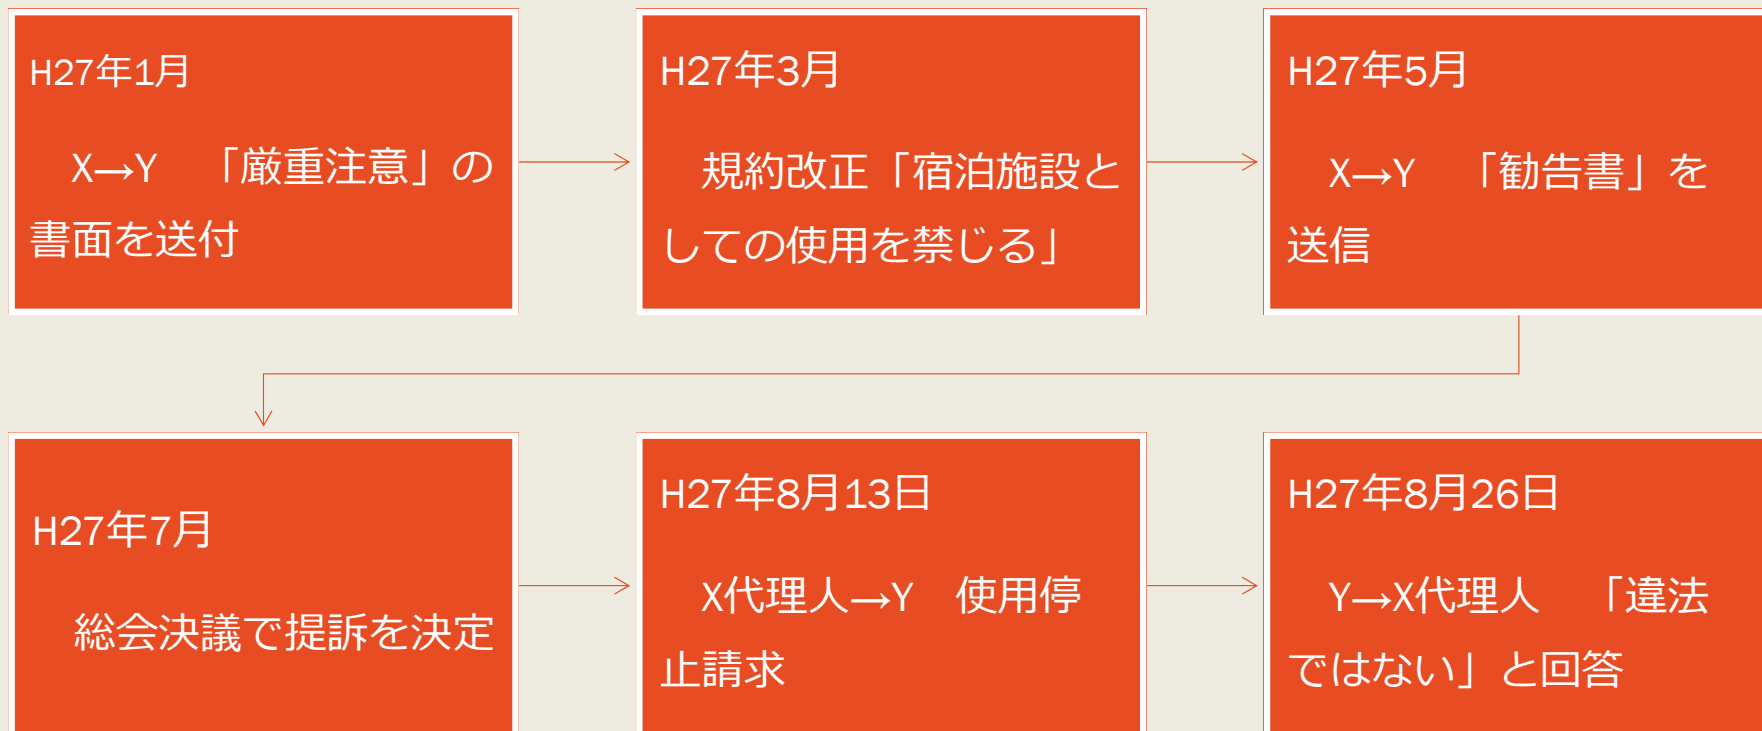 H27年1月
X→Y 「厳重注意」の
書面を送付
H27年3月
規約改正「宿泊施設と
しての使用を禁じる」
H27年5月
X→Y 「勧告書」を
送信
H27年7月
総会決議で提訴を決定
H27年8月13日
X代理人→Y 使用停
止請求
H27年8月26日
Y→X代理人 「違法
ではない」と回答